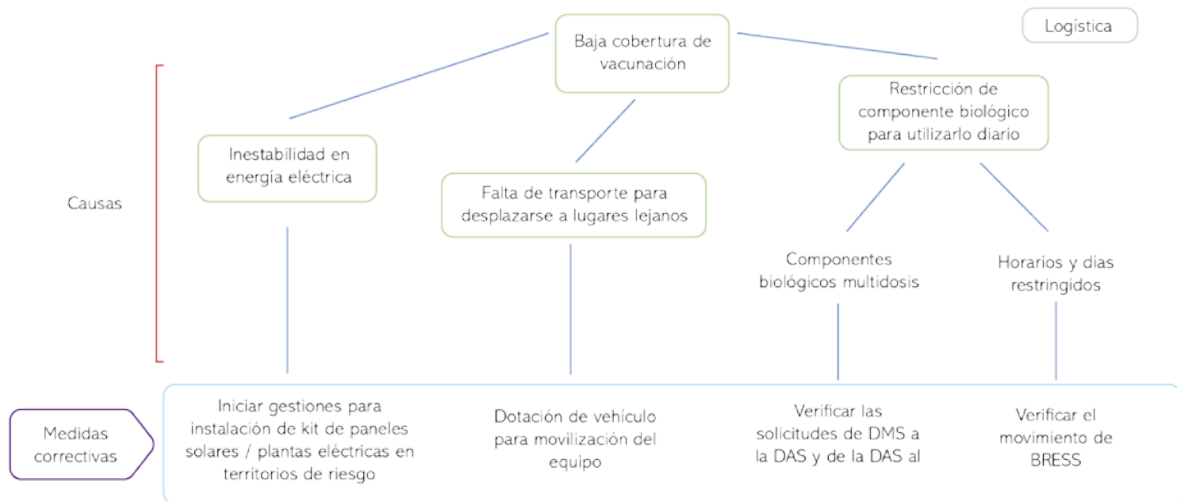 Logística
Baja cobertura de
vacunación
Restricción de
componente biológico
para utilizarlo diario
Inestabilidad en
energía eléctrica
Falta de transporte para
desplazarse a lugares lejanos
Causas
Componentes
biológicos multidosis
Horarios y días
restringidos
Medidas
correctivas
Iniciar gestiones para
instalación de kit de paneles
solares / plantas eléctricas en
territorios de riesgo
Dotación de vehículo
para movilización del
equipo
Verificar las
solicitudes de DMS a
la DAS y de la DAS al
Verificar el
movimiento de
BRESS